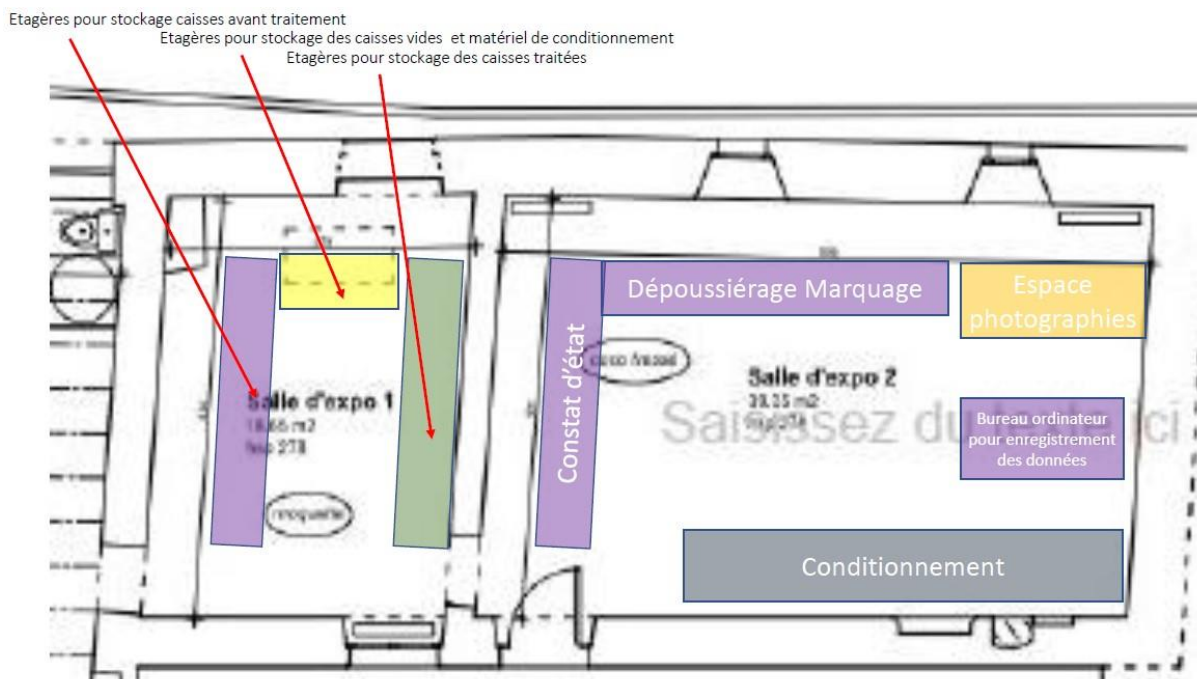 Etagères pour stockage caisses avant traitement
Etagères pour stockage des caisses vides et matériel de conditionnement
Etagères pour stockage des caisses traitées
Salle d'expo 1
hsp 278
moquette
Constat d'état
Dépoussiérage Marquage
Espace
photographies
Salle d'expo 2
Saisissez du texte ici
Bureau ordinateur
pour enregistrement
des données
Conditionnement